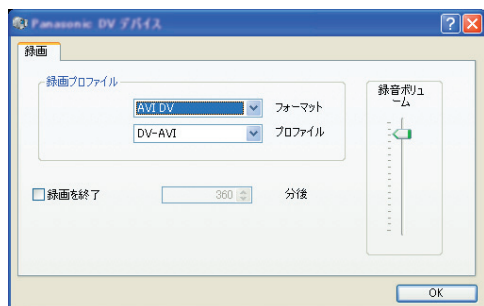 Panasonic DV デバイス
録画
録画プロファイル
AVI DV
フォーマット
DV-AVI
プロファイル
録画を終了
360
分後
録音ボリュ
ーム
OK